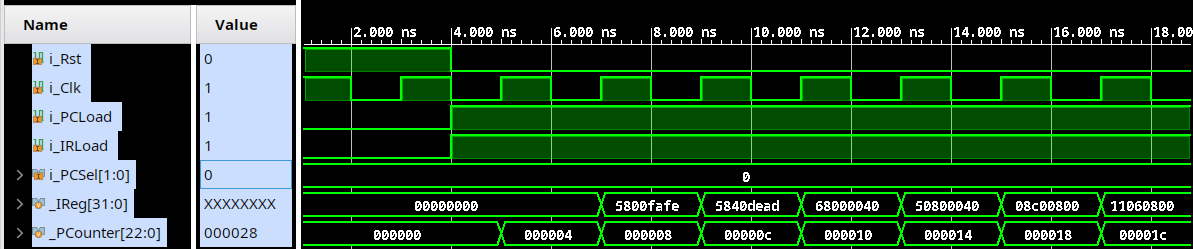 Name Value
2.000 ns 4.000 ns 6.000 ns 8.000 ns 10.000 ns 12.000 ns 14.000 ns 16.000 ns 18.00
i_Rst 0
i_Clk 1
i_PCLoad 1
i_IRLoad 1
i_PCSel[1:0] 0 0
_IReg[31:0] XXXXXXXX 00000000 5800fafe 5840dead 68000040 50800040 08c00800 11060800
_PCounter[22:0] 000028 000000 000004 000008 00000c 000010 000014 000018 00001c